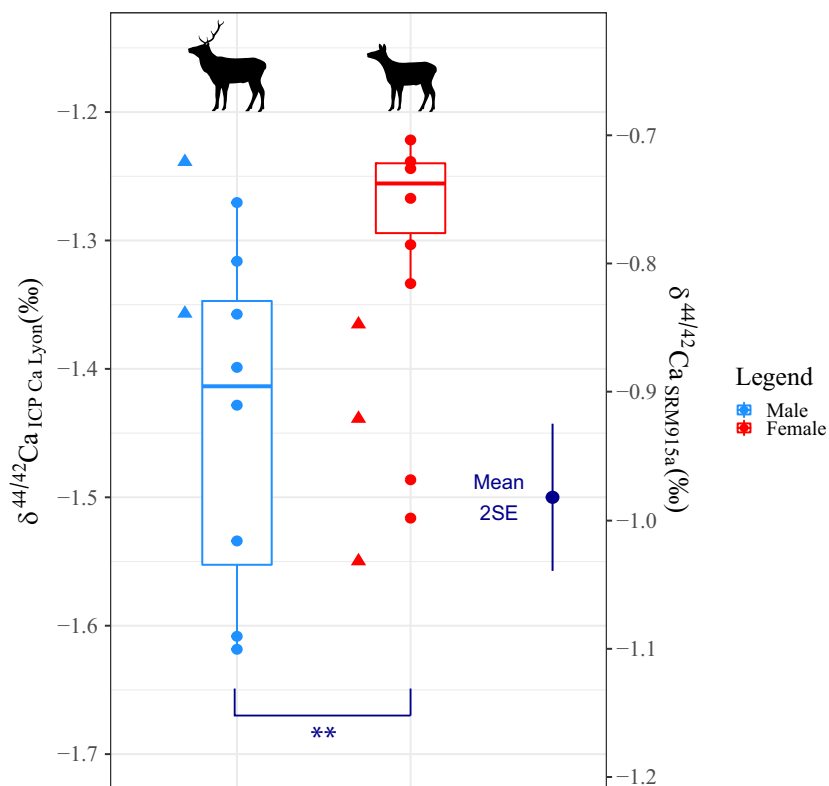 −1.2
−1.3
−1.4
−1.5
−1.6
−1.7
δ44/42Ca ICP Ca Lyon(‰)
Mean
2SE
**
−0.7
−0.8
−0.9
−1.0
−1.1
−1.2
δ44/42Ca SRM915a(‰)
Legend
Male
Female